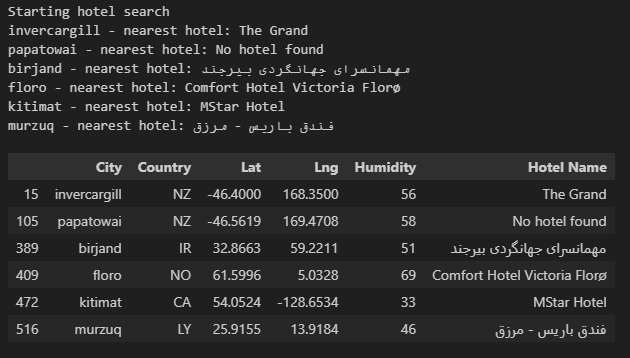 Starting hotel search
invercargill - nearest hotel: The Grand
papatowai - nearest hotel: No hotel found
birjand - nearest hotel: مهمانسرای جهانگردی بیرجند
floro - nearest hotel: Comfort Hotel Victoria Florø
kitimat - nearest hotel: MStar Hotel
murzuq - nearest hotel: فندق باريس - مرزق
City Country Lat Lng Humidity Hotel Name
15 invercargill NZ -46.4000 168.3500 56 The Grand
105 papatowai NZ -46.5619 169.4708 58 No hotel found
389 birjand IR 32.8663 59.2211 51 مهمانسرای جهانگردی بیرجند
409 floro NO 61.5996 5.0328 69 Comfort Hotel Victoria Florø
472 kitimat CA 54.0524 -128.6534 33 MStar Hotel
516 murzuq LY 25.9155 13.9184 46 فندق باريس - مرزق